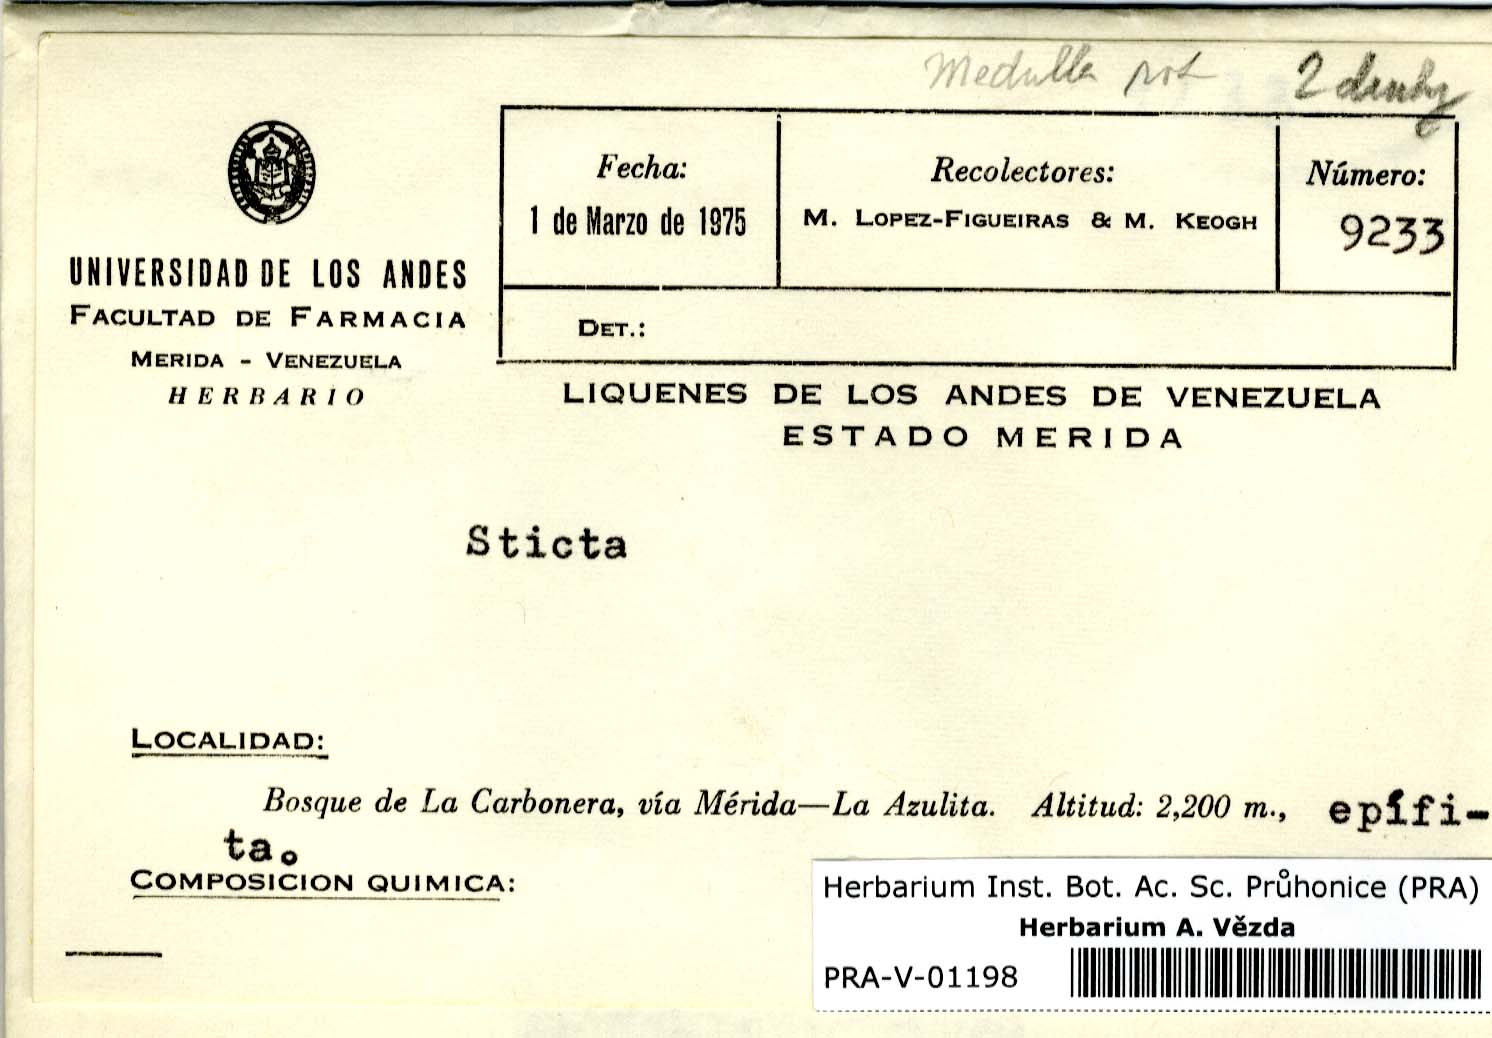 Medulla rot 2 druhy
Fecha:
1 de Marzo de 1975
Recolectores:
M. LOPEZ-FIGUEIRAS & M. KEOGH
Número:
9233
DET.:
UNIVERSIDAD DE LOS ANDES
FACULTAD DE FARMACIA
MERIDA - VENEZUELA
HERBARIO
LIQUENES DE LOS ANDES DE VENEZUELA
ESTADO MERIDA
Sticta
LOCALIDAD:
Bosque de La Carbonera, vía Mérida—La Azulita. Altitud: 2,200 m., epífi-
ta.
COMPOSICION QUIMICA:
Herbarium Inst. Bot. Ac. Sc. Průhonice (PRA)
Herbarium A. Vězda
PRA-V-01198